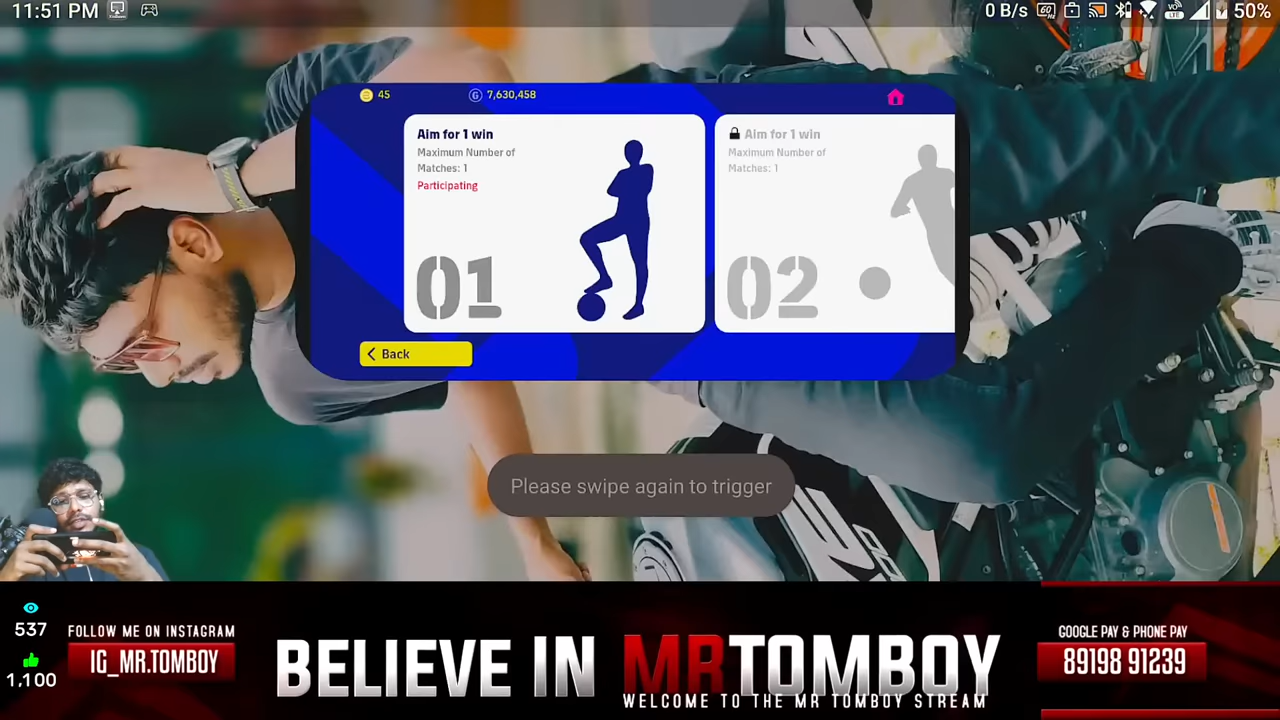 11:51 PM
0 B/s
50%
45
7,630,458
Aim for 1 win
Maximum Number of
Matches: 1
Participating
01
Aim for 1 win
Maximum Number of
Matches: 1
02
Back
Please swipe again to trigger
537
1,100
FOLLOW ME ON INSTAGRAM
IG_MR.TOMBOY
BELIEVE IN MRTOMBOY
WELCOME TO THE MR TOMBOY STREAM
GOOGLE PAY & PHONE PAY
89198 91239